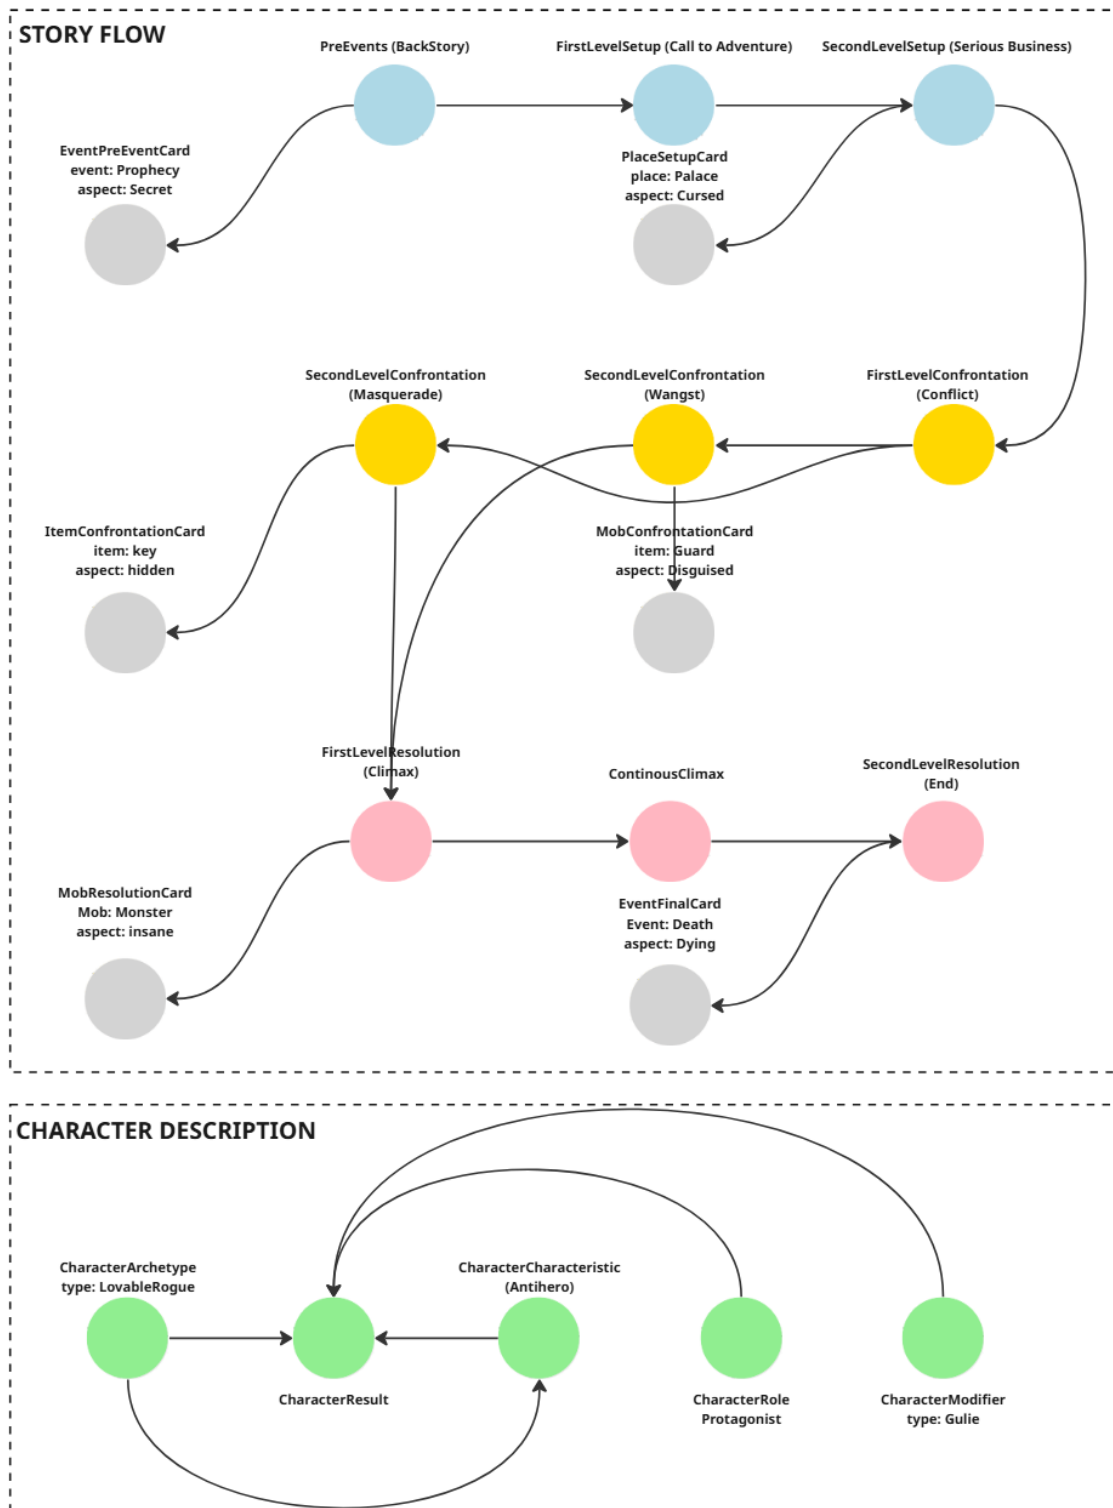 STORY FLOW
PreEvents (BackStory)
FirstLevelSetup (Call to Adventure)
SecondLevelSetup (Serious Business)
EventPreEventCard
event: Prophecy
aspect: Secret
PlaceSetupCard
place: Palace
aspect: Cursed
SecondLevelConfrontation
(Masquerade)
SecondLevelConfrontation
(Wangst)
FirstLevelConfrontation
(Conflict)
ItemConfrontationCard
item: key
aspect: hidden
MobConfrontationCard
item: Guard
aspect: Disguised
FirstLevelResolution
(Climax)
ContinousClimax
SecondLevelResolution
(End)
MobResolutionCard
Mob: Monster
aspect: insane
EventFinalCard
Event: Death
aspect: Dying
CHARACTER DESCRIPTION
CharacterArchetype
type: LovableRogue
CharacterCharacteristic
(Antihero)
CharacterResult
CharacterRole
Protagonist
CharacterModifier
type: Gulie